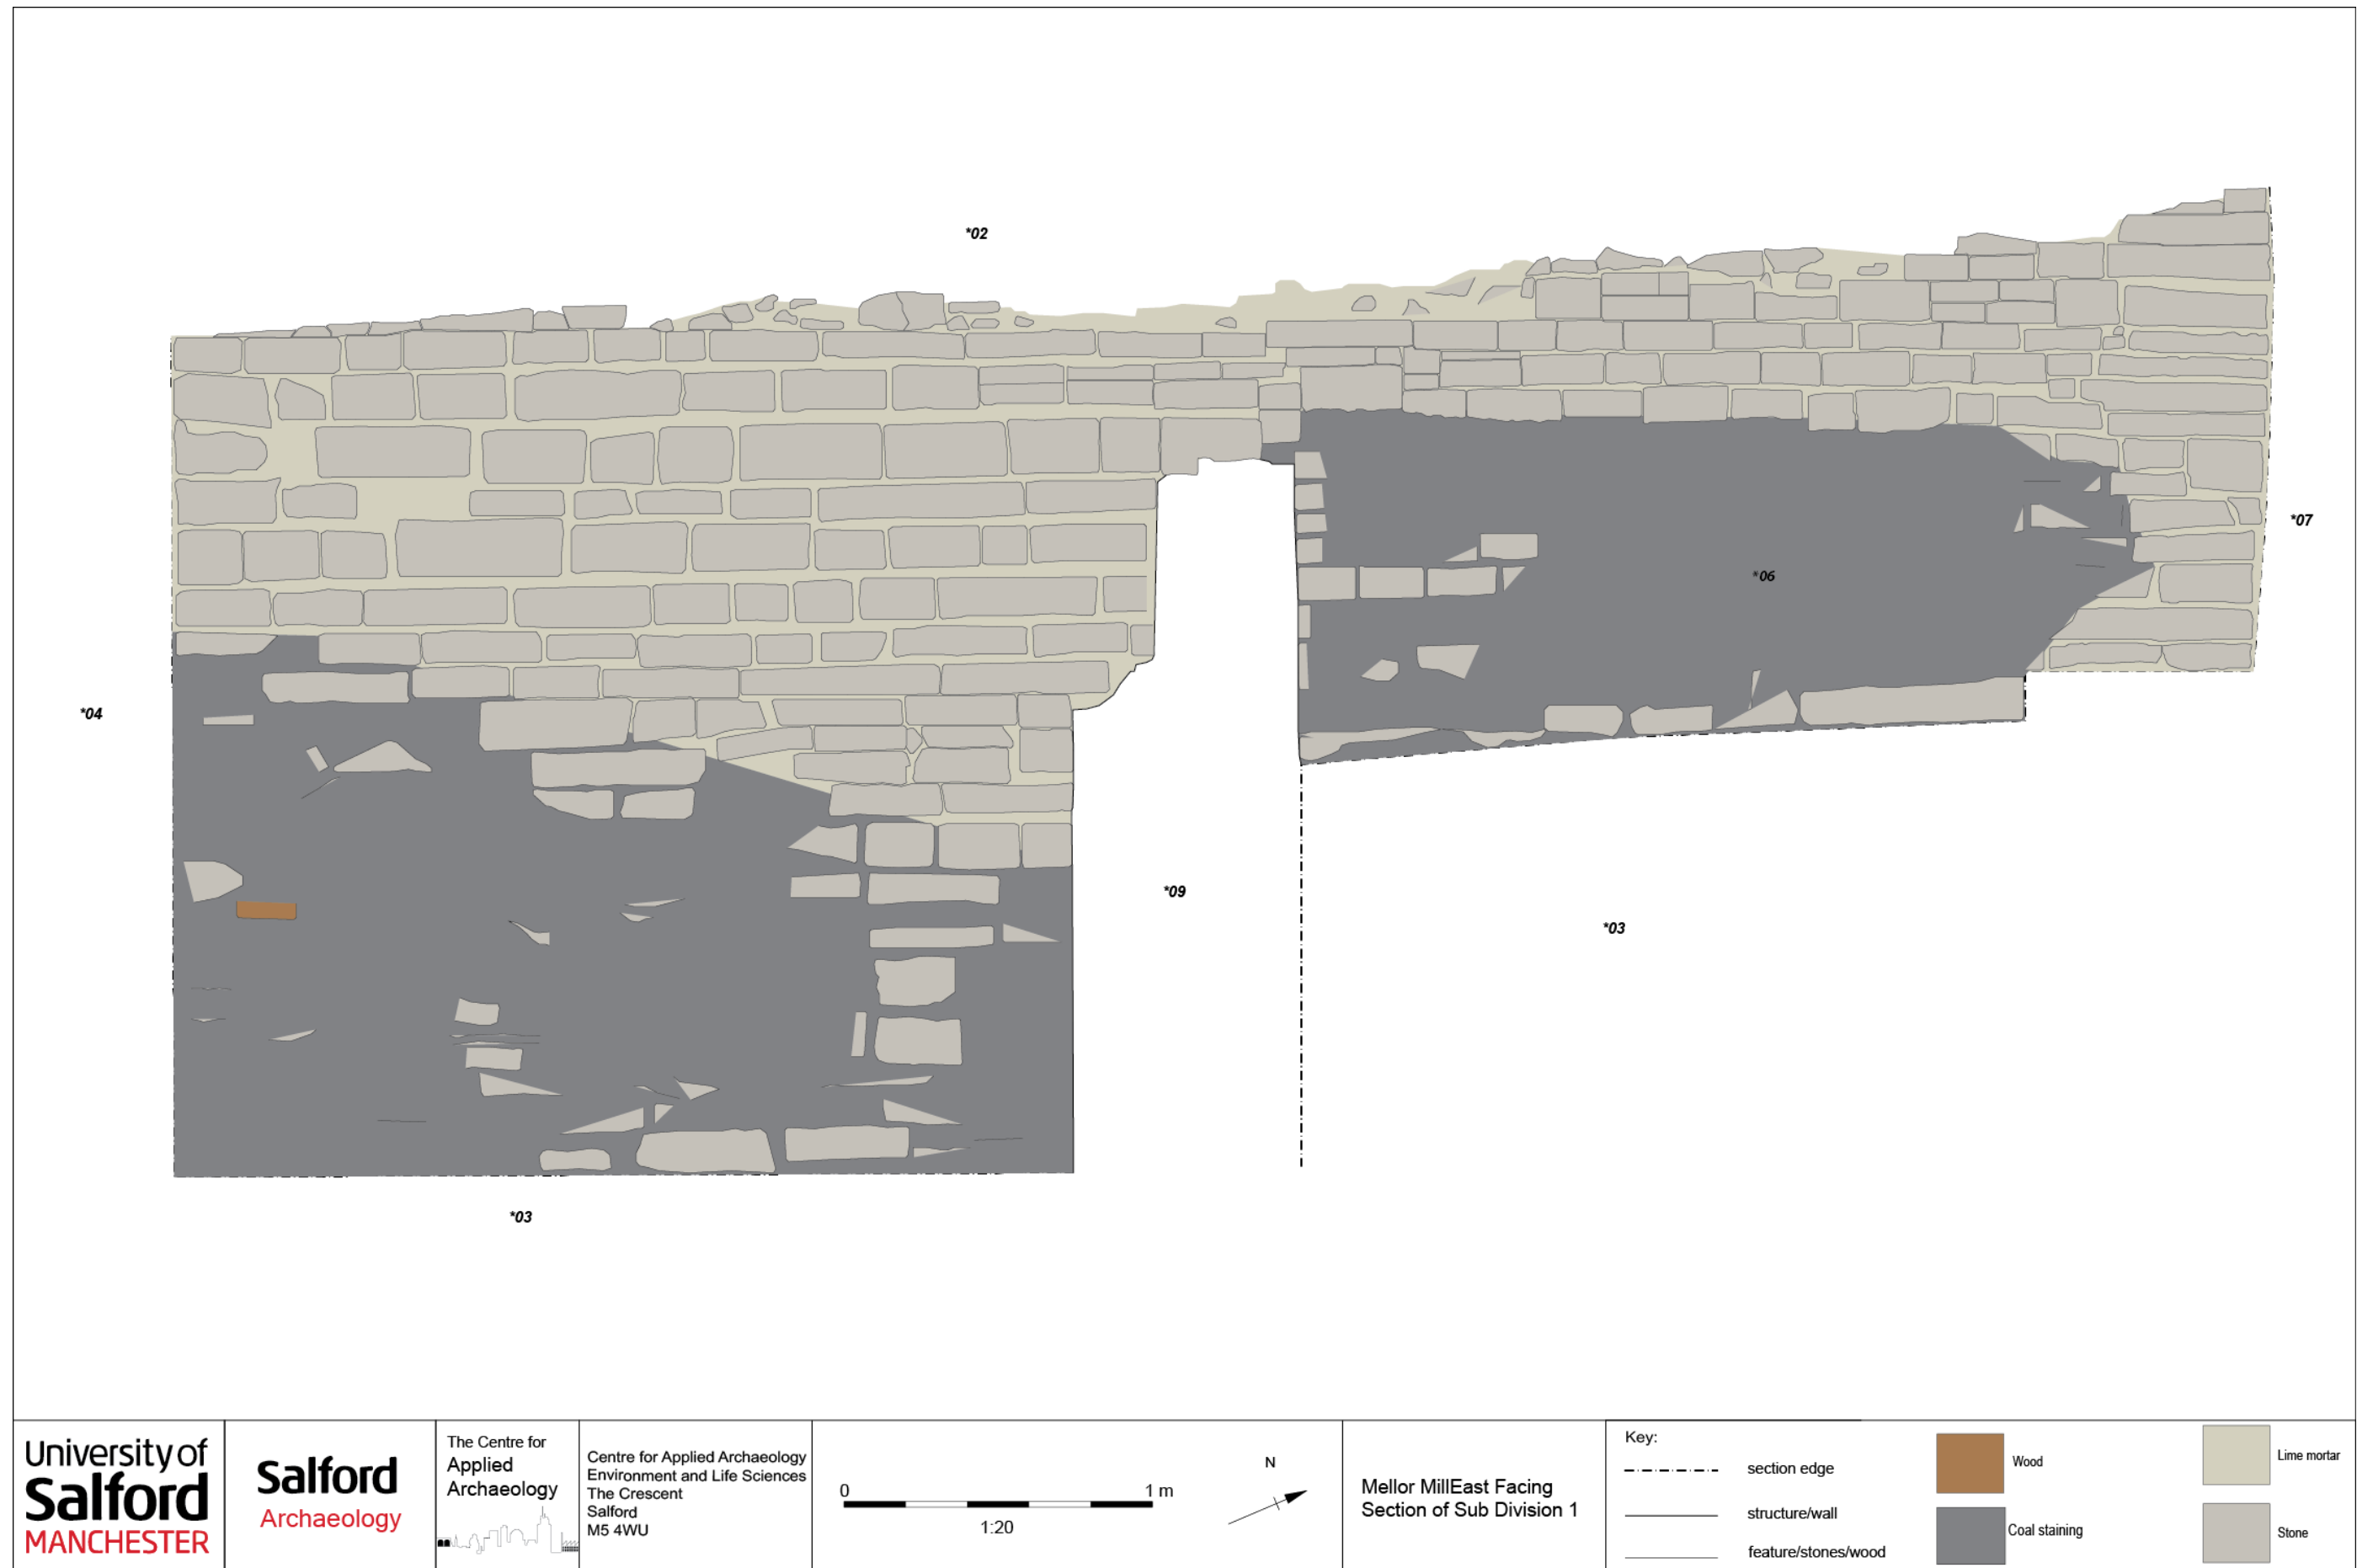 *02
*07
*06
*04
*09
*03
*03
University of
Salford
MANCHESTER
Salford
Archaeology
The Centre for
Applied
Archaeology
Centre for Applied Archaeology
Environment and Life Sciences
The Crescent
Salford
M5 4WU
0 1 m
1:20
N
Mellor MillEast Facing
Section of Sub Division 1
Key:
section edge
structure/wall
feature/stones/wood
Wood
Coal staining
Lime mortar
Stone